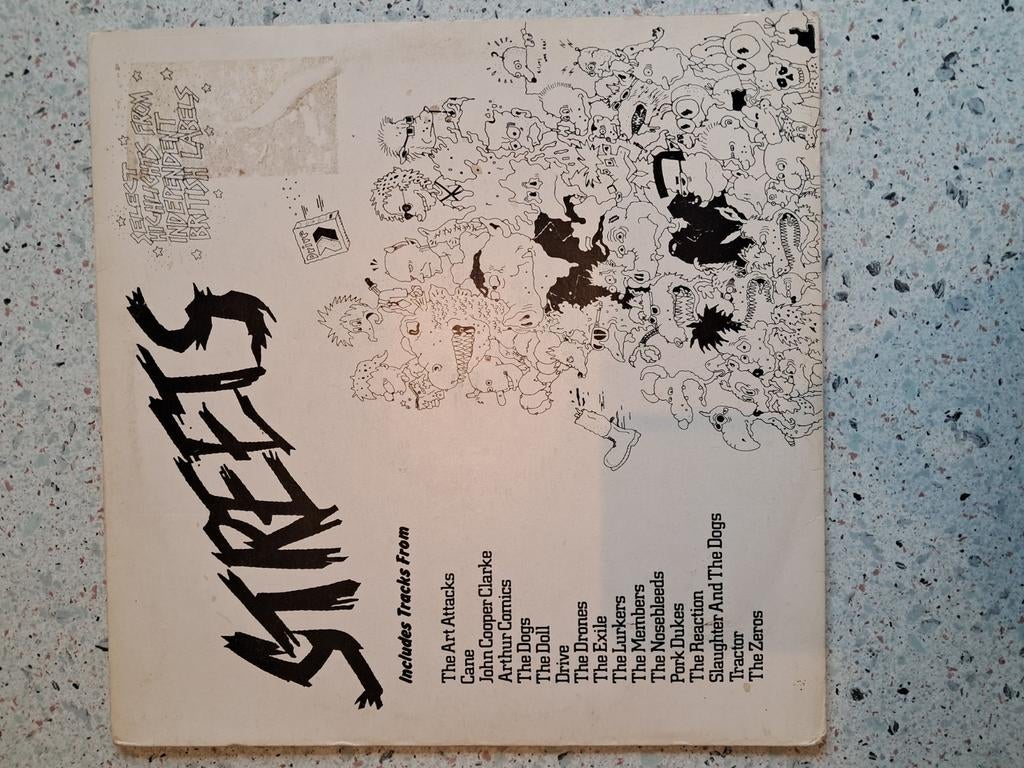 STREETS
SELECT
HIGHLIGHTS FROM
INDEPENDENT
BRITISH LABELS
Includes Tracks From
The Art Attacks
Cane
John Cooper Clarke
Arthur Comics
The Dogs
The Doll
Drive
The Drones
The Exile
The Lurkers
The Members
The Nosebleeds
Pork Dukes
The Reaction
Slaughter And The Dogs
Tractor
The Zeros